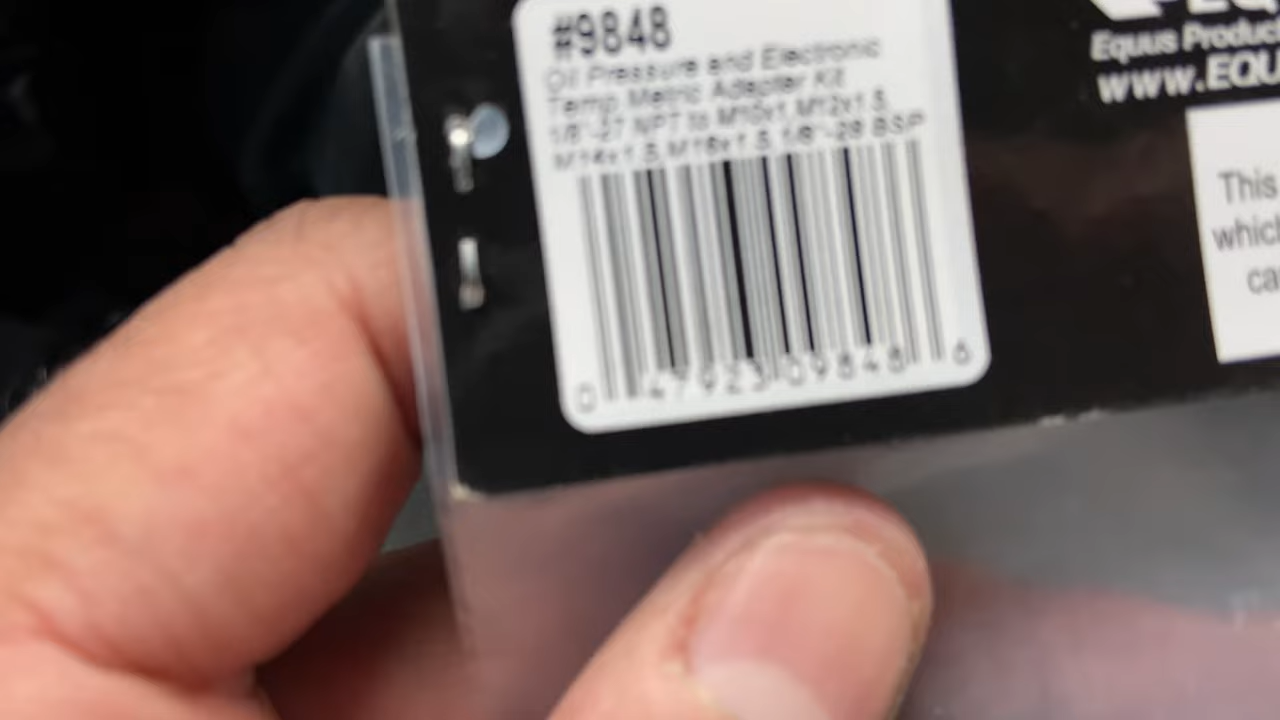 #9848
Oil Pressure and Electronic
Temp. Metric Adapter Kit
1/8"-27 NPT to M10x1, M12x1.5,
M14x1.5, M16x1.5, 1/8"-28 BSP
0 47923 09848 6
Equus Produc
www.EQU
This
which
ca